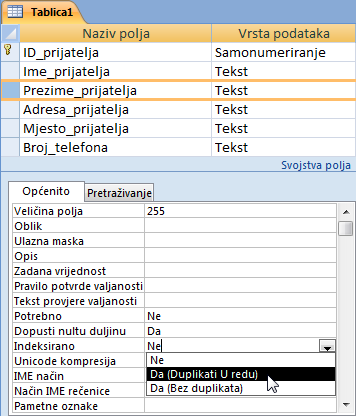 Tablica1
Naziv polja Vrsta podataka
ID_prijatelja Samonumeriranje
Ime_prijatelja Tekst
Prezime_prijatelja Tekst
Adresa_prijatelja Tekst
Mjesto_prijatelja Tekst
Broj_telefona Tekst
Svojstva polja
Općenito Pretraživanje
Veličina polja 255
Oblik
Ulazna maska
Opis
Zadana vrijednost
Pravilo potvrde valjanosti
Tekst provjere valjanosti
Potrebno Ne
Dopusti nultu duljinu Da
Indeksirano Ne
Unicode kompresija Ne
IME način Da (Duplikati U redu)
Način IME rečenice Da (Bez duplikata)
Pametne oznake